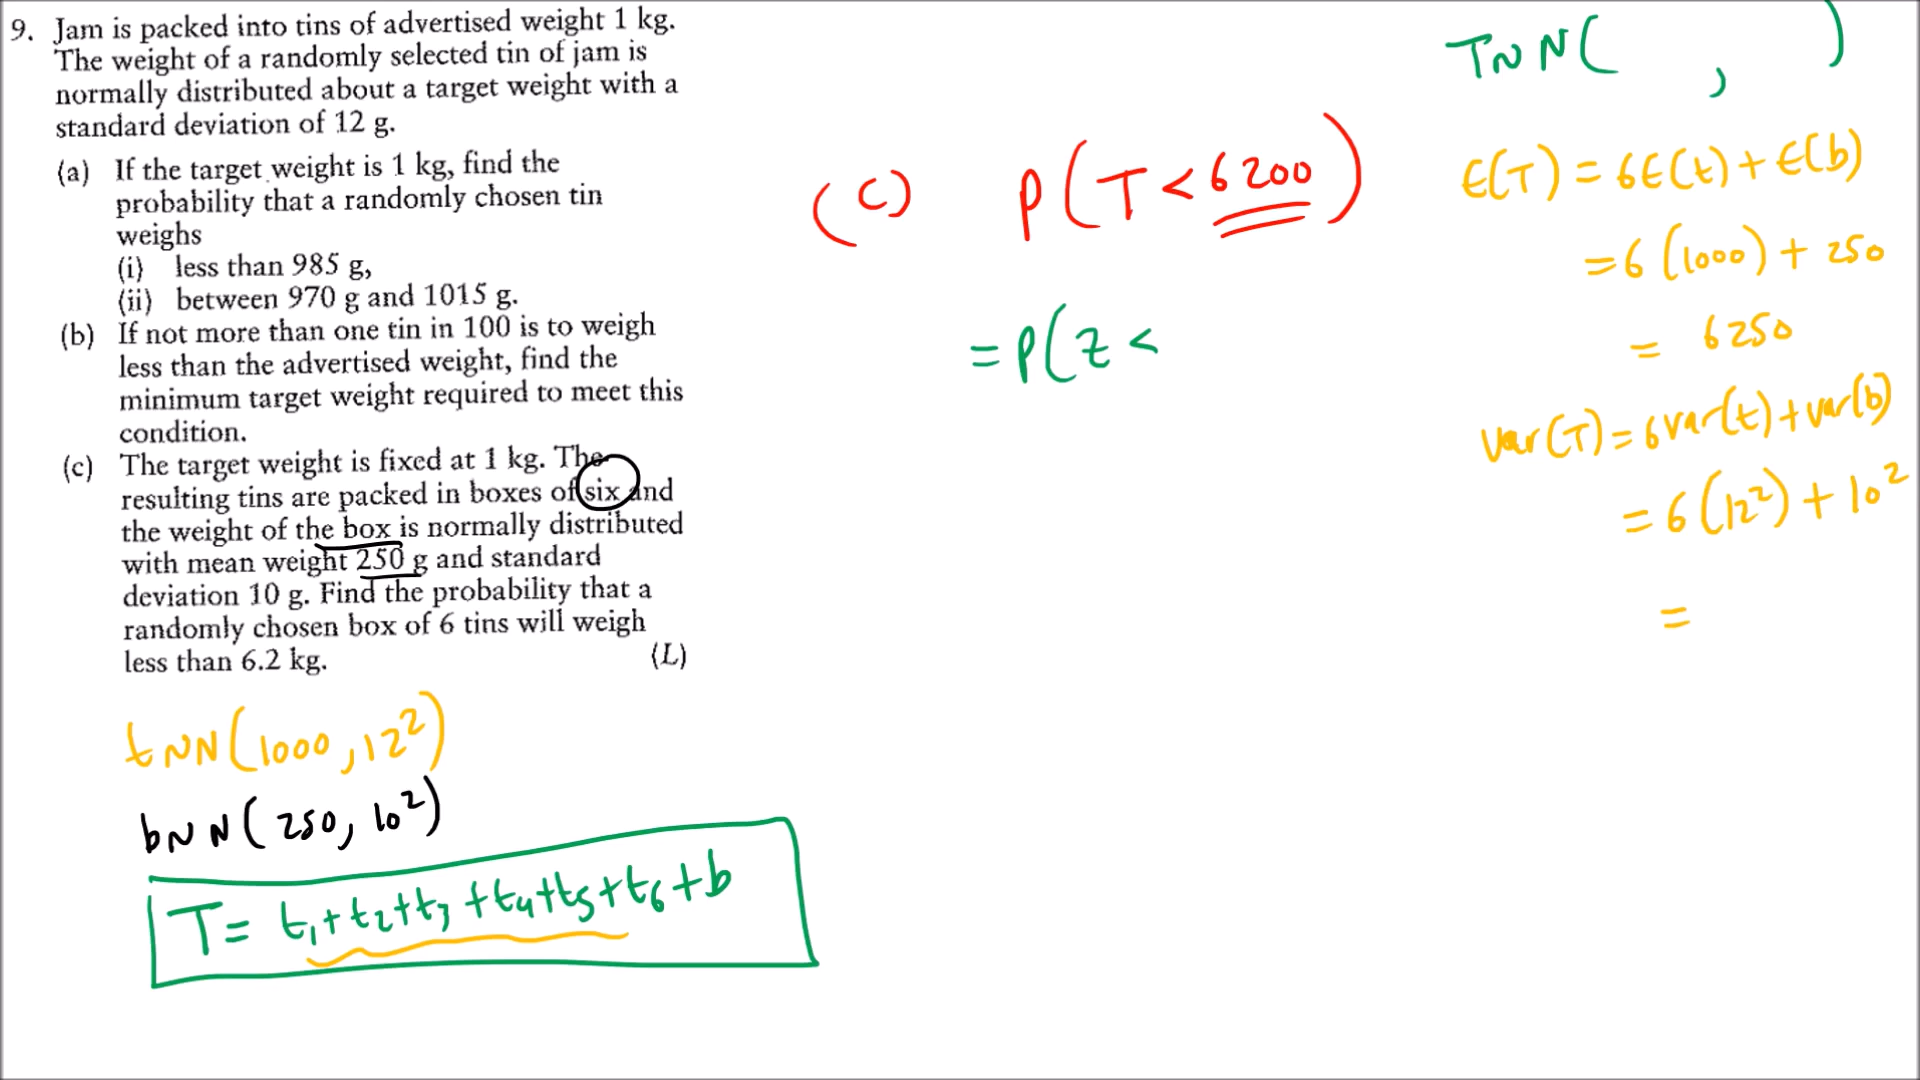 9. Jam is packed into tins of advertised weight 1 kg.
The weight of a randomly selected tin of jam is
normally distributed about a target weight with a
standard deviation of 12 g.
(a) If the target weight is 1 kg, find the
probability that a randomly chosen tin
weighs
(i) less than 985 g,
(ii) between 970 g and 1015 g.
(b) If not more than one tin in 100 is to weigh
less than the advertised weight, find the
minimum target weight required to meet this
condition.
(c) The target weight is fixed at 1 kg. The
resulting tins are packed in boxes of six and
the weight of the box is normally distributed
with mean weight 250 g and standard
deviation 10 g. Find the probability that a
randomly chosen box of 6 tins will weigh
less than 6.2 kg. (L)
t~N(1000,12²)
b~N(250,10²)
T= t₁+t₂+t₃+t₄+t₅+t₆+b
(c) P(T<6200)
=P(Z<
T~N( , )
E(T)=6E(t)+E(b)
=6(1000)+250
= 6250
Var(T)=6Var(t)+Var(b)
=6(12²)+10²
=